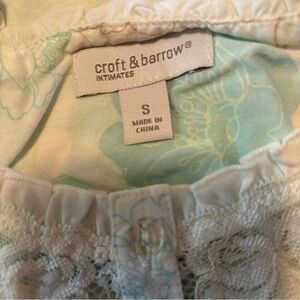 croft & barrow®
INTIMATES
S
MADE IN
CHINA